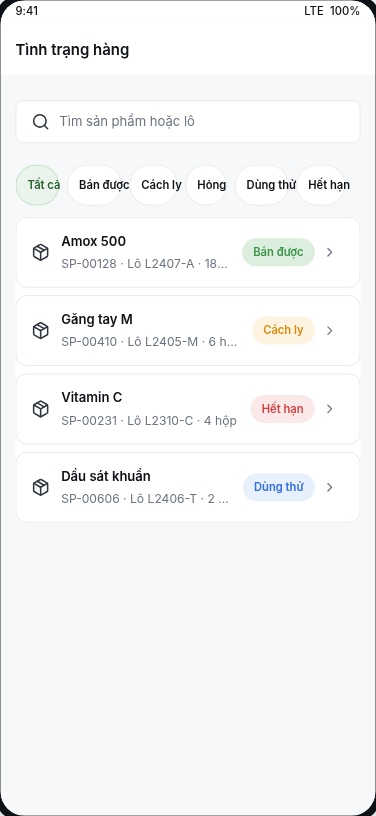 9:41 LTE 100%
Tình trạng hàng
Tìm sản phẩm hoặc lô
Tất cả Bán được Cách ly Hỏng Dùng thử Hết hạn
Amox 500
SP-00128 · Lô L2407-A · 18...
Bán được
Găng tay M
SP-00410 · Lô L2405-M · 6 h...
Cách ly
Vitamin C
SP-00231 · Lô L2310-C · 4 hộp
Hết hạn
Dầu sát khuẩn
SP-00606 · Lô L2406-T · 2 ...
Dùng thử